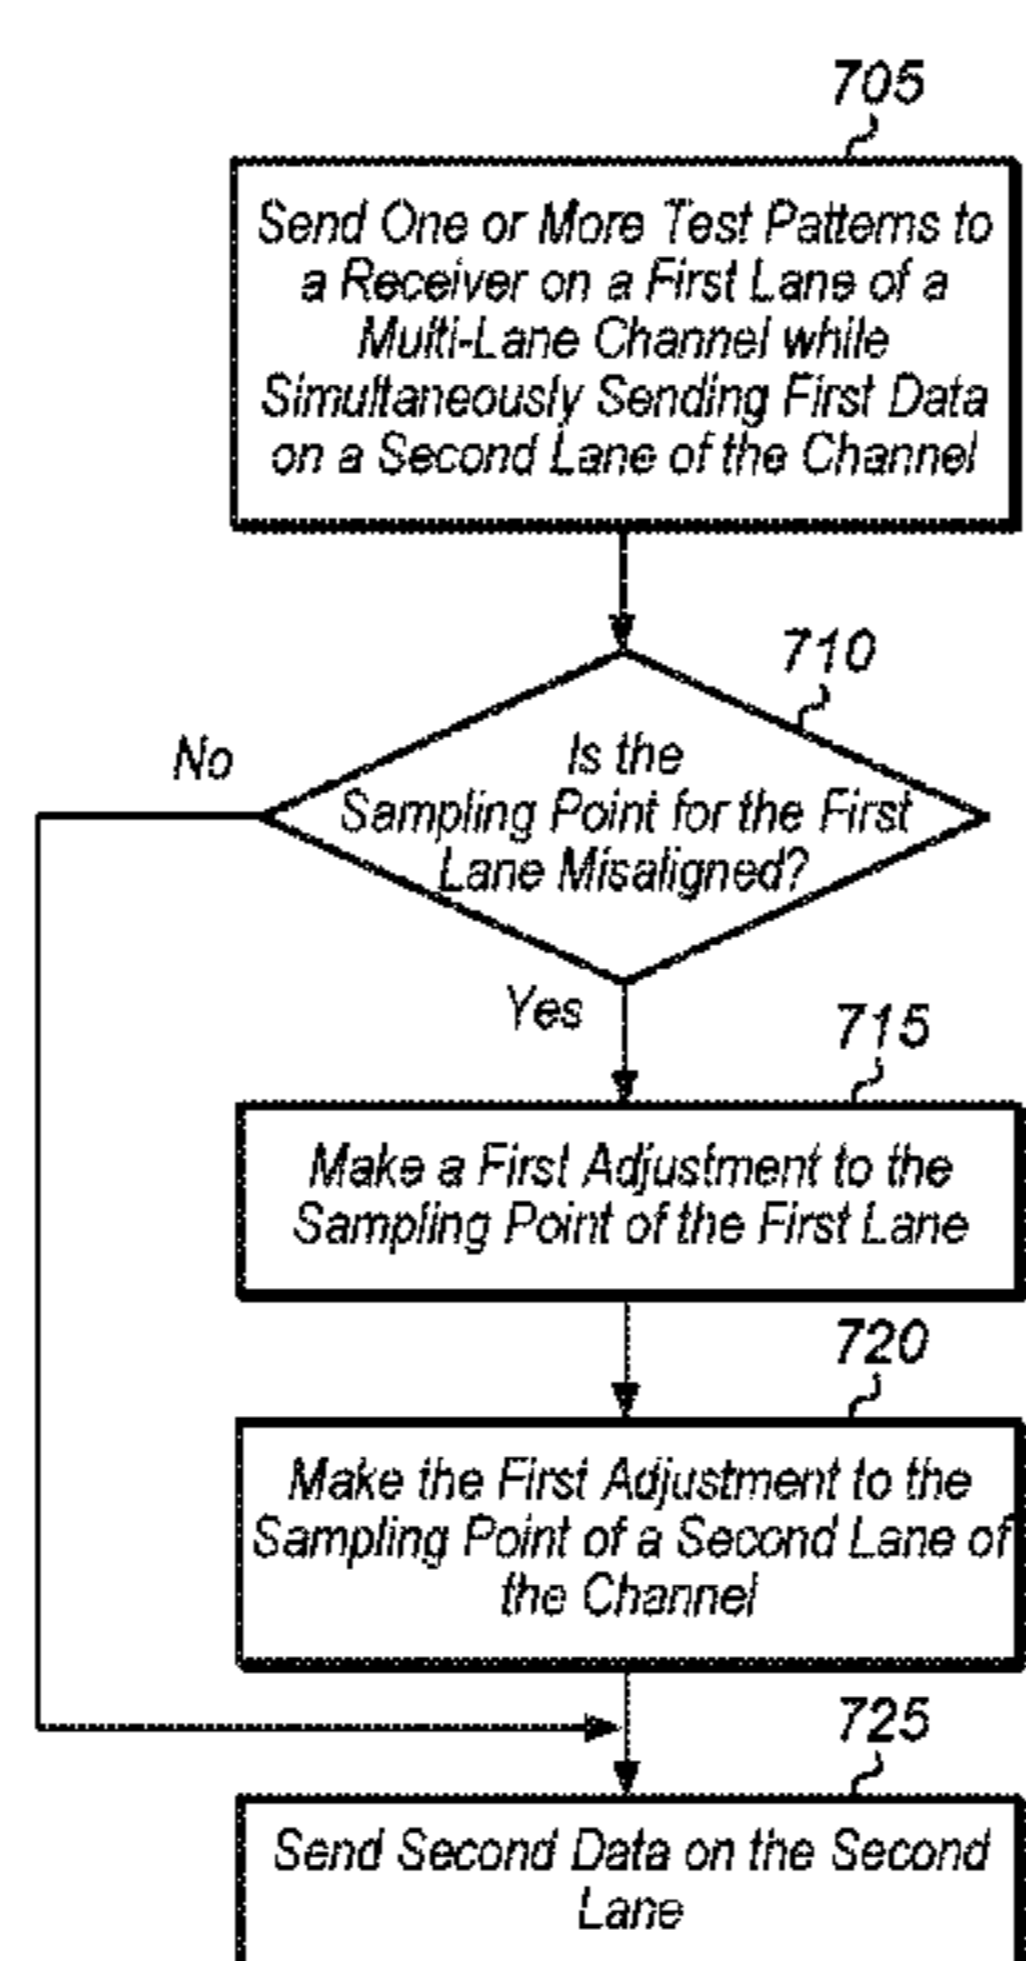 705
Send One or More Test Patterns to
a Receiver on a First Lane of a
Multi-Lane Channel while
Simultaneously Sending First Data
on a Second Lane of the Channel
710
No
Is the
Sampling Point for the First
Lane Misaligned?
Yes
715
Make a First Adjustment to the
Sampling Point of the First Lane
720
Make the First Adjustment to the
Sampling Point of a Second Lane of
the Channel
725
Send Second Data on the Second
Lane